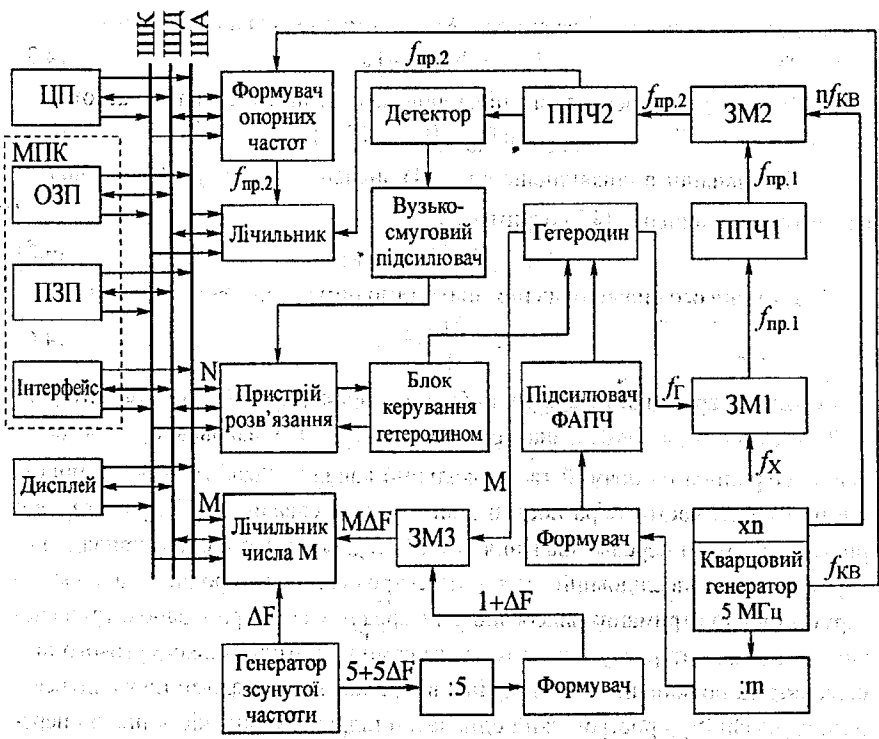 ШК
ШД
ША
ЦП
МПК
ОЗП
ПЗП
Інтерфейс
Дисплей
Формувач
опорних
частот
fпр.2
Лічильник
fпр.2
Детектор
ППЧ2
fпр.2
ЗМ2
nfКВ
Вузько-
смуговий
підсилювач
Гетеродин
fпр.1
ППЧ1
fпр.1
N
Пристрій
розв'язання
Блок
керування
гетеродином
Підсилювач
ФАПЧ
fГ
ЗМ1
fX
M
Лічильник
числа М
МΔF
ЗМ3
M
Формувач
xn
Кварцовий
генератор
5 МГц
fКВ
ΔF
1+ΔF
Генератор
зсунутої
частоти
5+5ΔF
:5
Формувач
:m